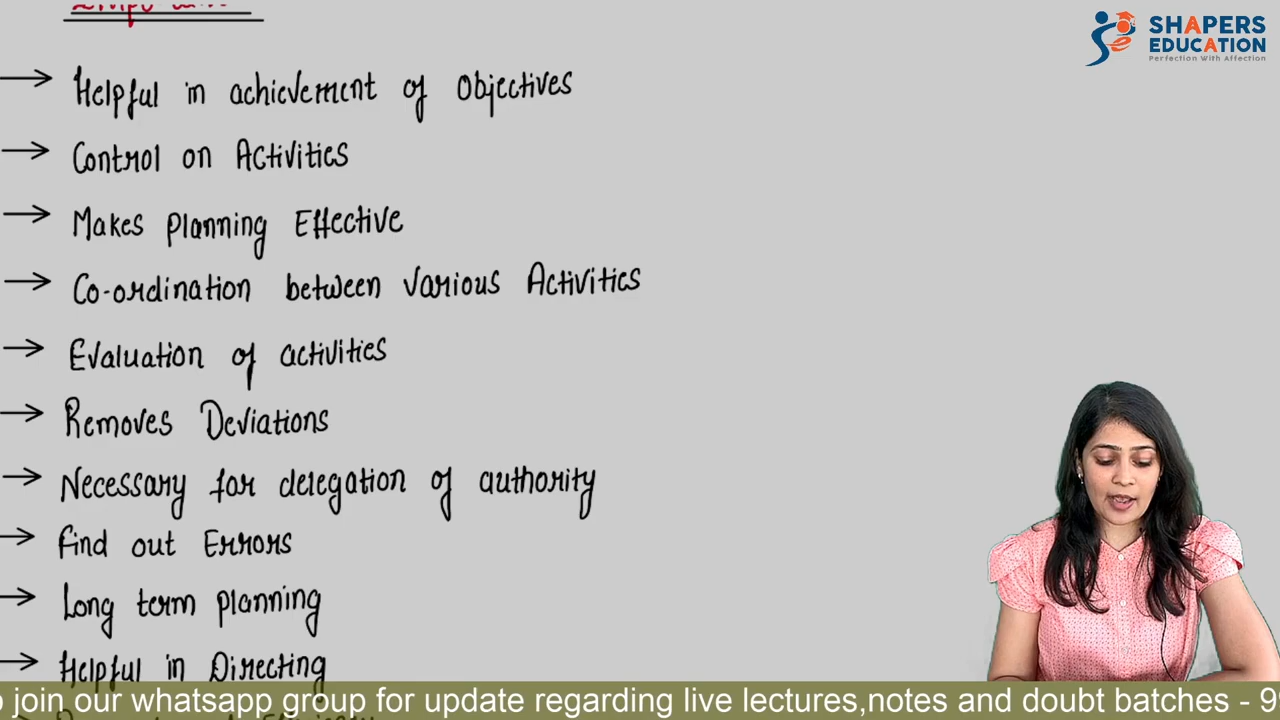 SHAPERS
EDUCATION
Perfection With Affection
→ Helpful in achievement of Objectives
→ Control on Activities
→ Makes planning Effective
→ Co-ordination between various Activities
→ Evaluation of activities
→ Removes Deviations
→ Necessary for delegation of authority
→ find out Errors
→ Long term planning
→ Helpful in Directing
o join our whatsapp group for update regarding live lectures,notes and doubt batches - 9